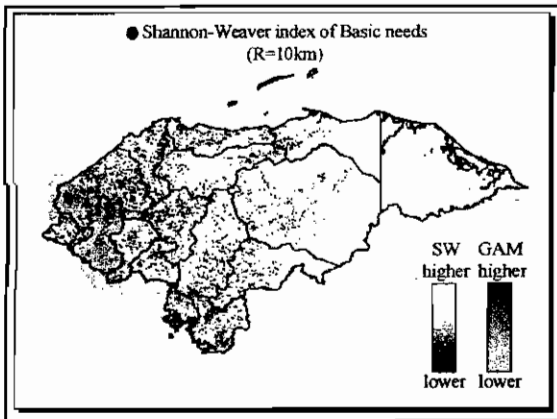 Shannon-Weaver index of Basic needs
(R=10km)
SW GAM
higher higher
lower lower